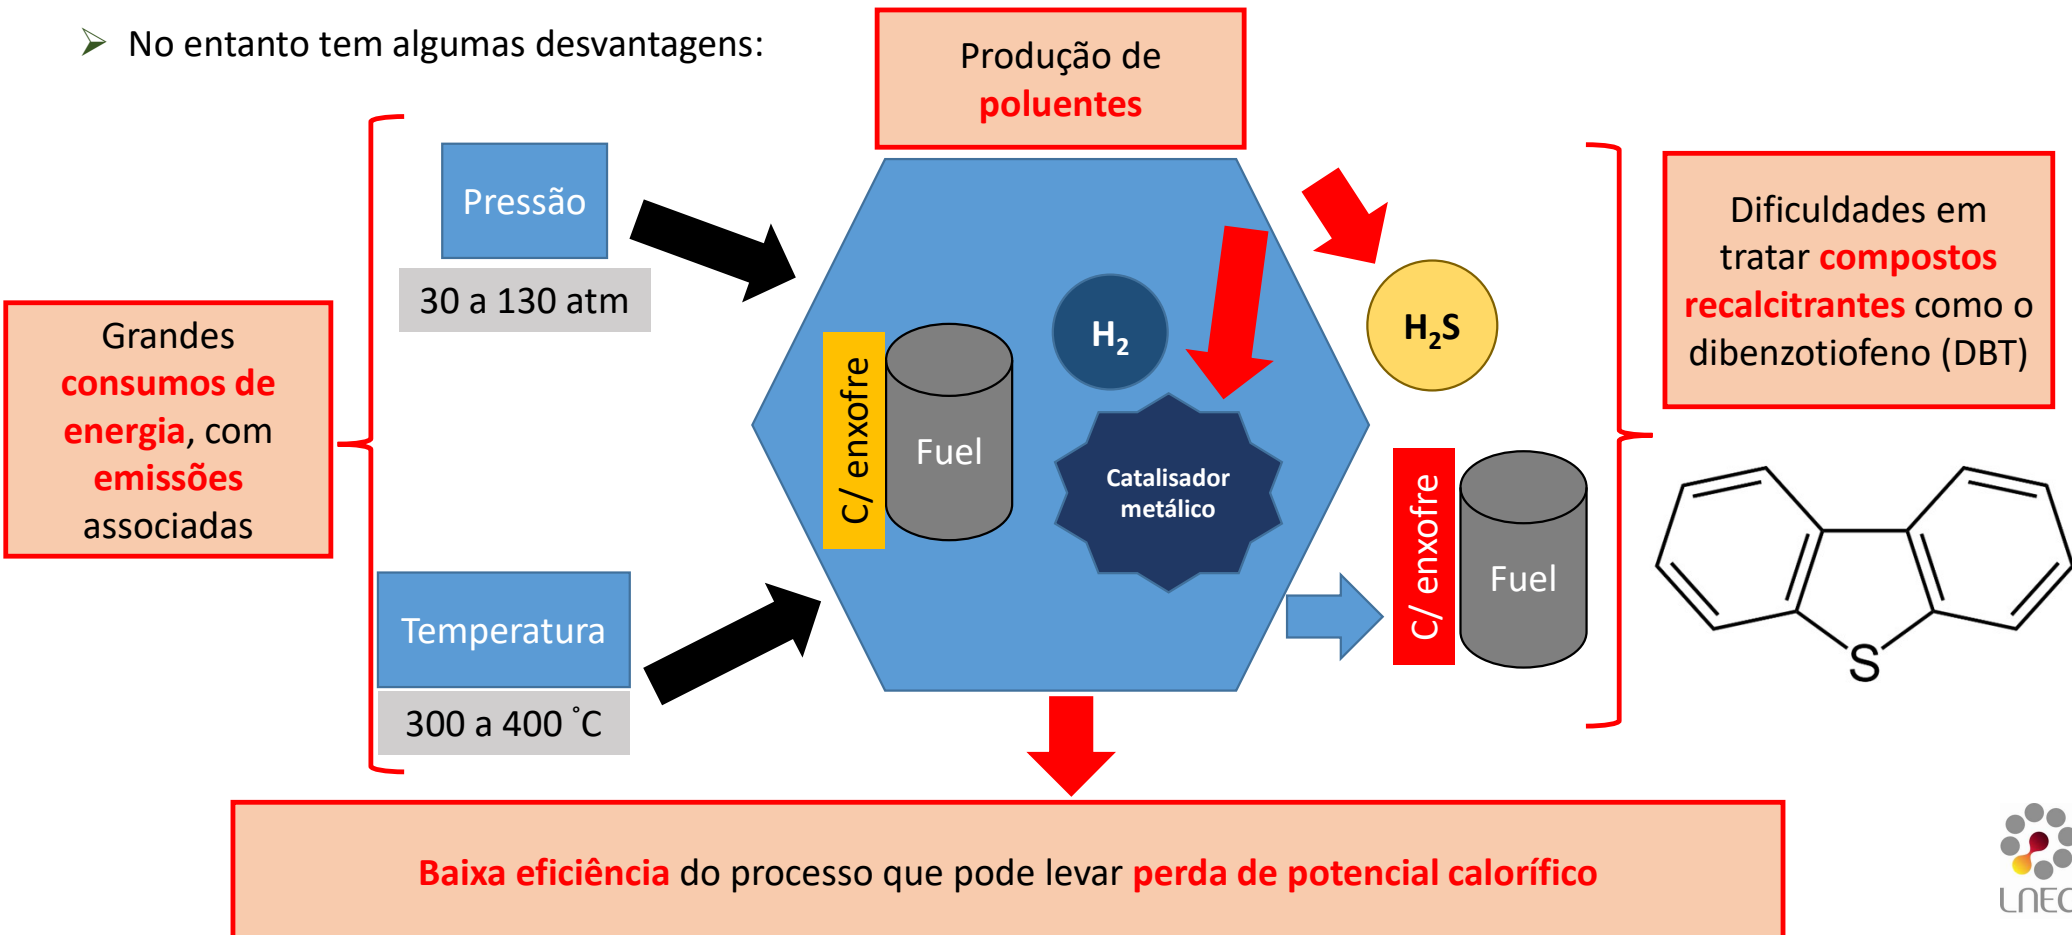 No entanto tem algumas desvantagens:
Produção de
poluentes
Pressão
30 a 130 atm
Grandes
consumos de
energia, com
emissões
associadas
Temperatura
300 a 400 °C
C/ enxofre
Fuel
H₂
Catalisador
metálico
H₂S
C/ enxofre
Fuel
Dificuldades em
tratar compostos
recalcitrantes como o
dibenzotiofeno (DBT)
S
Baixa eficiência do processo que pode levar perda de potencial calorífico
LNEG